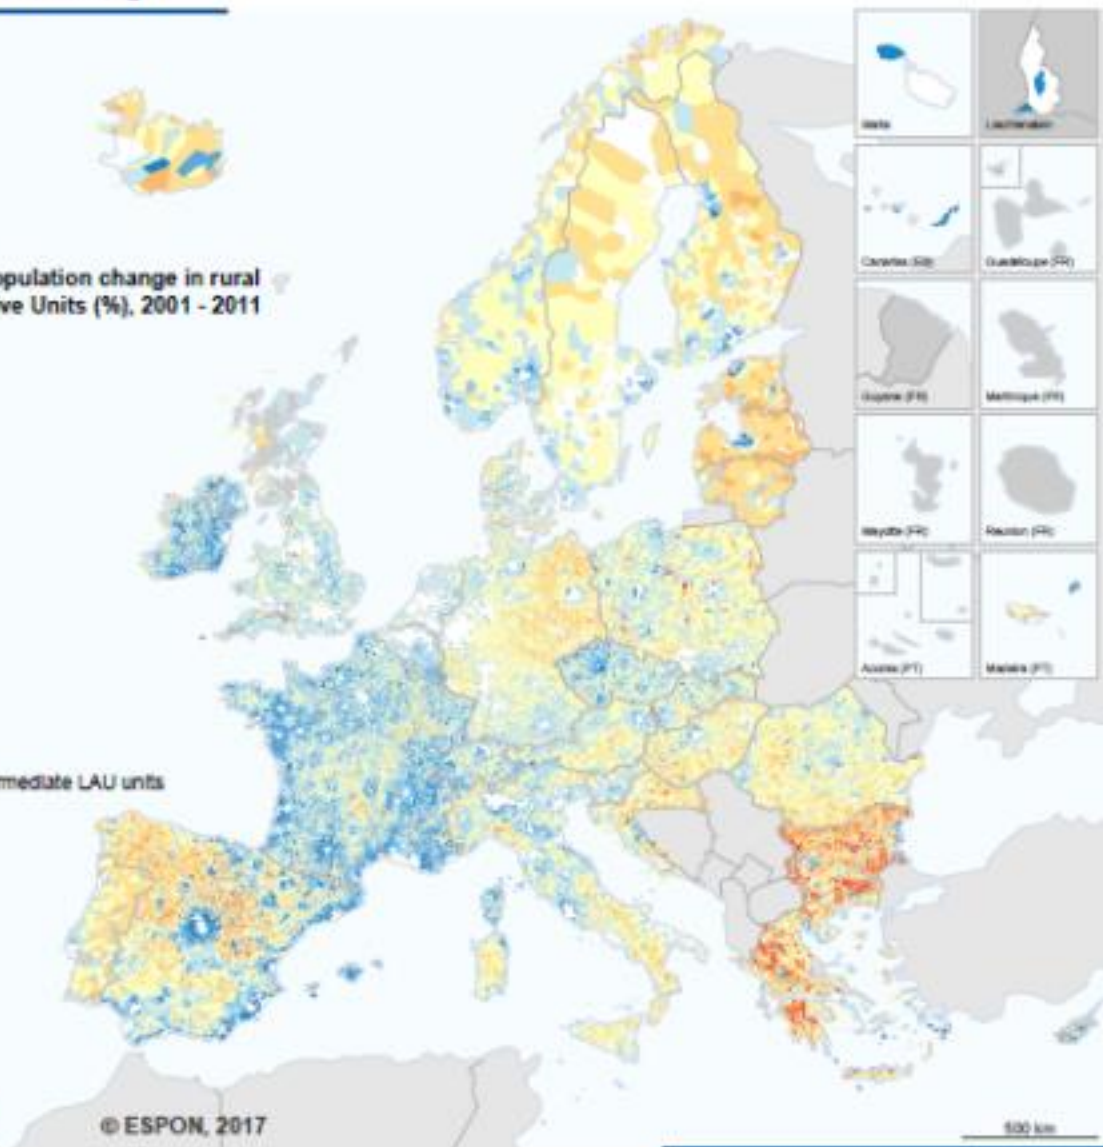 opulation change in rural
ve Units (%), 2001 - 2011
rmediate LAU units
Malta
Liechtenstein
Canarias (ES)
Guadeloupe (FR)
Guyane (FR)
Martinique (FR)
Mayotte (FR)
Reunion (FR)
Acores (PT)
Madeira (PT)
© ESPON, 2017
500 km